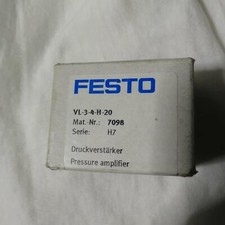 FESTO
VL-3-4-H-20
Mat.-Nr.: 7098
Serie: H7
Druckverstärker
Pressure amplifier